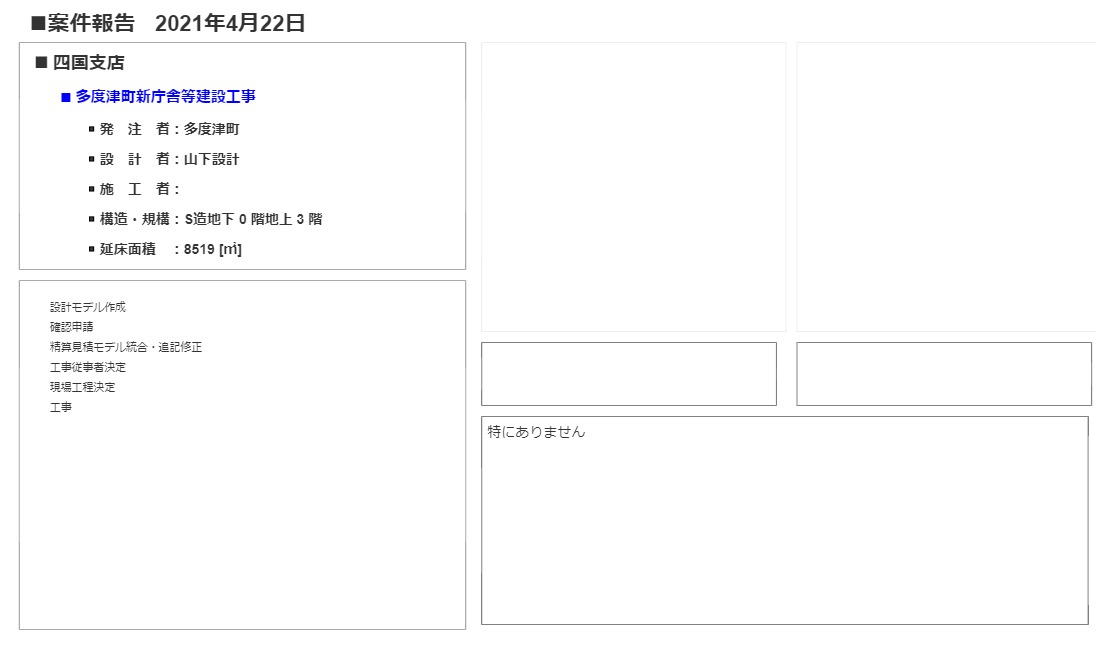 ■案件報告　2021年4月22日
■ 四国支店
■ 多度津町新庁舎等建設工事
▪ 発　注　者：多度津町
▪ 設　計　者：山下設計
▪ 施　工　者：
▪ 構造・規構：S造地下 0 階地上 3 階
▪ 延床面積　：8519 [㎡]
設計モデル作成
確認申請
精算見積モデル統合・追記修正
工事従事者決定
現場工程決定
工事
特にありません